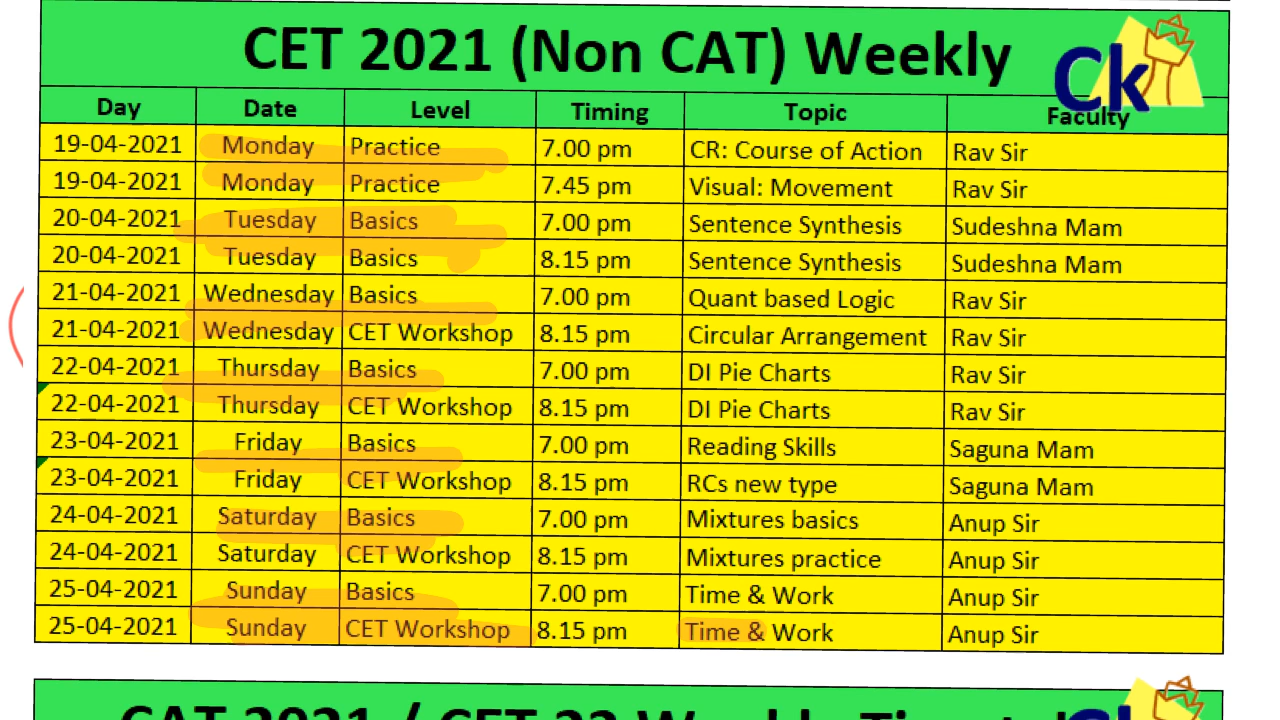 CET 2021 (Non CAT) Weekly
Ck
Day Date Level Timing Topic Faculty
19-04-2021 Monday Practice 7.00 pm CR: Course of Action Rav Sir
19-04-2021 Monday Practice 7.45 pm Visual: Movement Rav Sir
20-04-2021 Tuesday Basics 7.00 pm Sentence Synthesis Sudeshna Mam
20-04-2021 Tuesday Basics 8.15 pm Sentence Synthesis Sudeshna Mam
21-04-2021 Wednesday Basics 7.00 pm Quant based Logic Rav Sir
21-04-2021 Wednesday CET Workshop 8.15 pm Circular Arrangement Rav Sir
22-04-2021 Thursday Basics 7.00 pm DI Pie Charts Rav Sir
22-04-2021 Thursday CET Workshop 8.15 pm DI Pie Charts Rav Sir
23-04-2021 Friday Basics 7.00 pm Reading Skills Saguna Mam
23-04-2021 Friday CET Workshop 8.15 pm RCs new type Saguna Mam
24-04-2021 Saturday Basics 7.00 pm Mixtures basics Anup Sir
24-04-2021 Saturday CET Workshop 8.15 pm Mixtures practice Anup Sir
25-04-2021 Sunday Basics 7.00 pm Time & Work Anup Sir
25-04-2021 Sunday CET Workshop 8.15 pm Time & Work Anup Sir
CAT 2021 / CET 22 Weekly